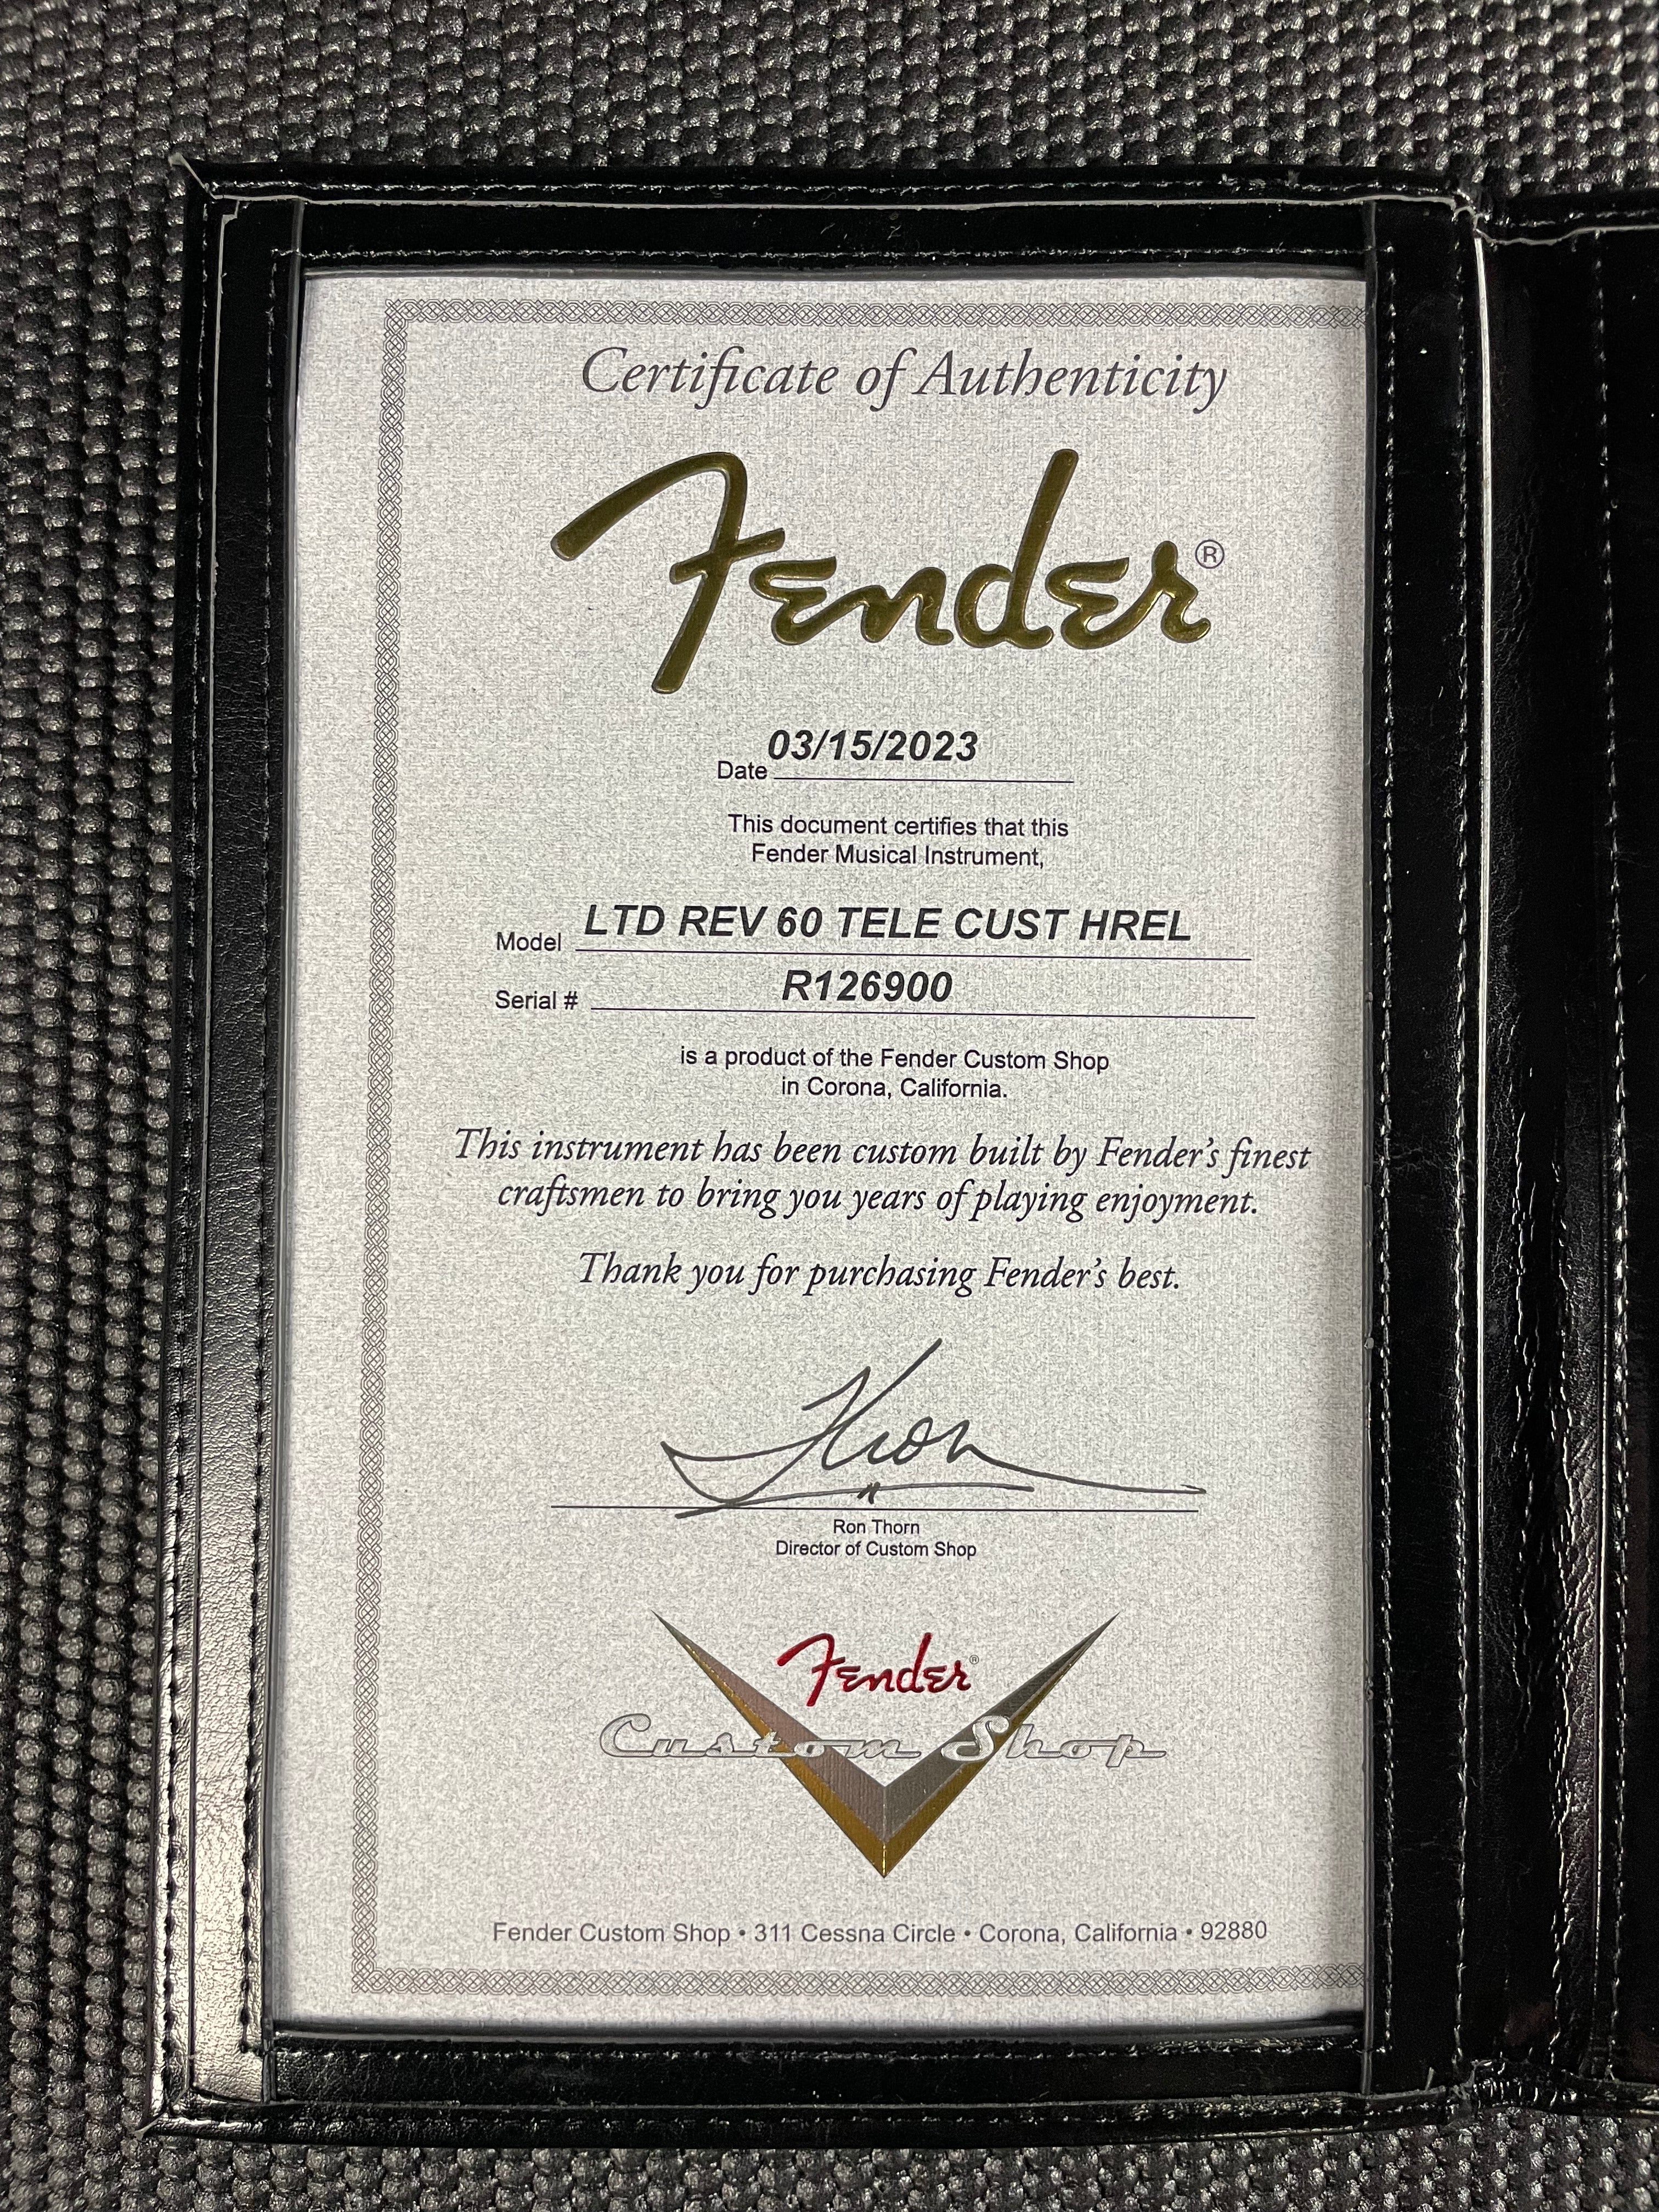 Certificate of Authenticity
Fender®
Date 03/15/2023
This document certifies that this
Fender Musical Instrument,
Model LTD REV 60 TELE CUST HREL
Serial # R126900
is a product of the Fender Custom Shop
in Corona, California.
This instrument has been custom built by Fender's finest
craftsmen to bring you years of playing enjoyment.
Thank you for purchasing Fender's best.
Ron Thorn
Director of Custom Shop
Fender®
Custom Shop
Fender Custom Shop • 311 Cessna Circle • Corona, California • 92880